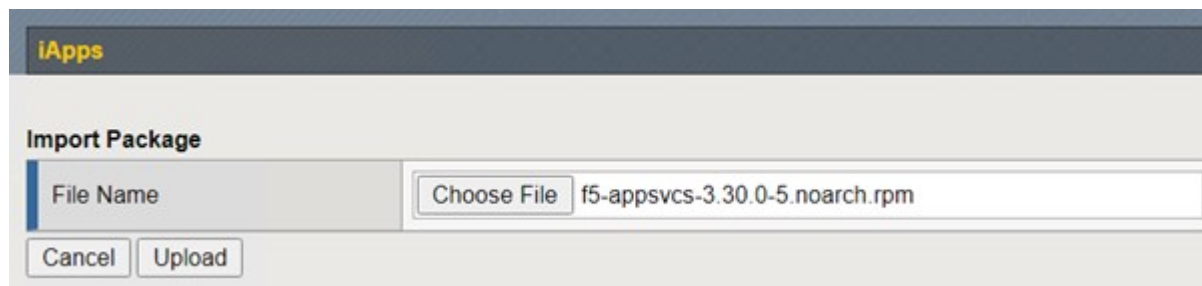 iApps
Import Package
File Name Choose File f5-appsvcs-3.30.0-5.noarch.rpm
Cancel Upload